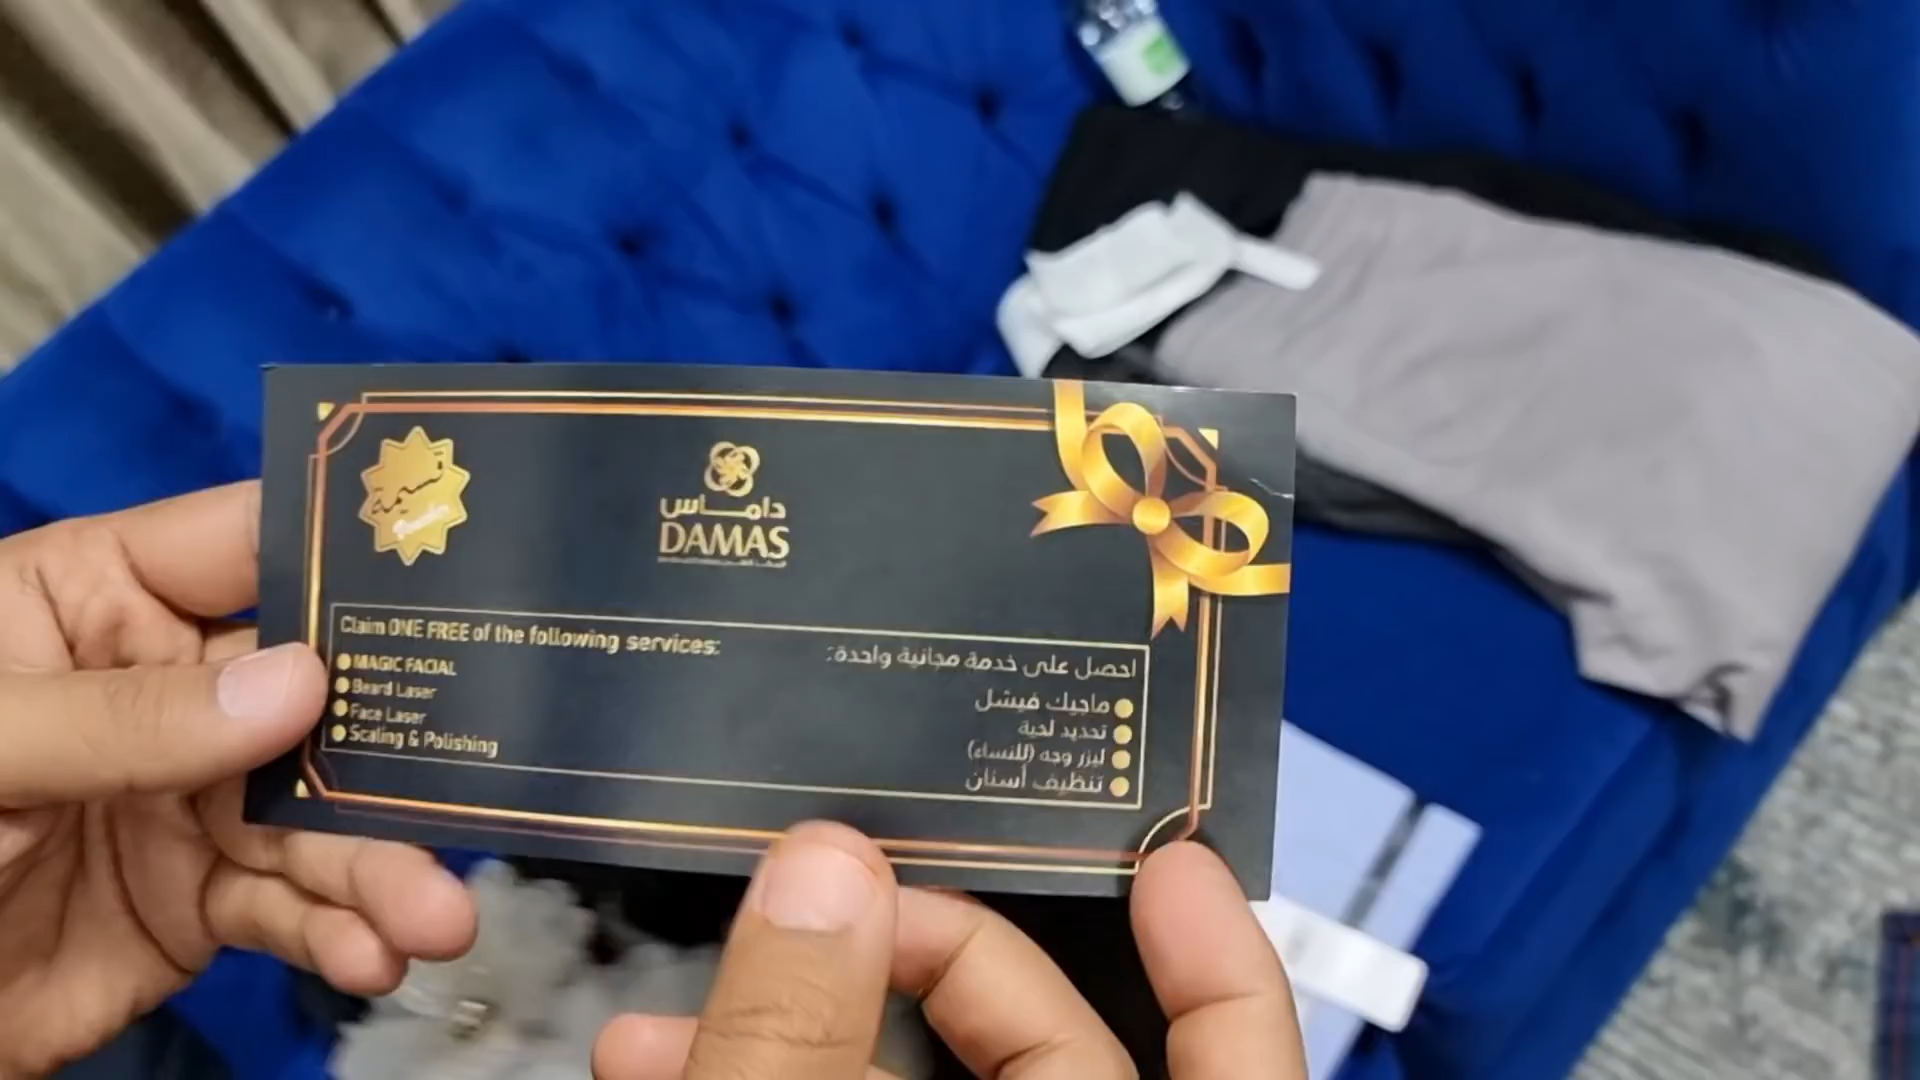 قسيمة
داماس
DAMAS
Claim ONE FREE of the following services:
MAGIC FACIAL
Beard Laser
Face Laser
Scaling & Polishing
احصل على خدمة مجانية واحدة:
ماجيك فيشل
تحديد لحية
ليزر وجه (للنساء)
تنظيف أسنان